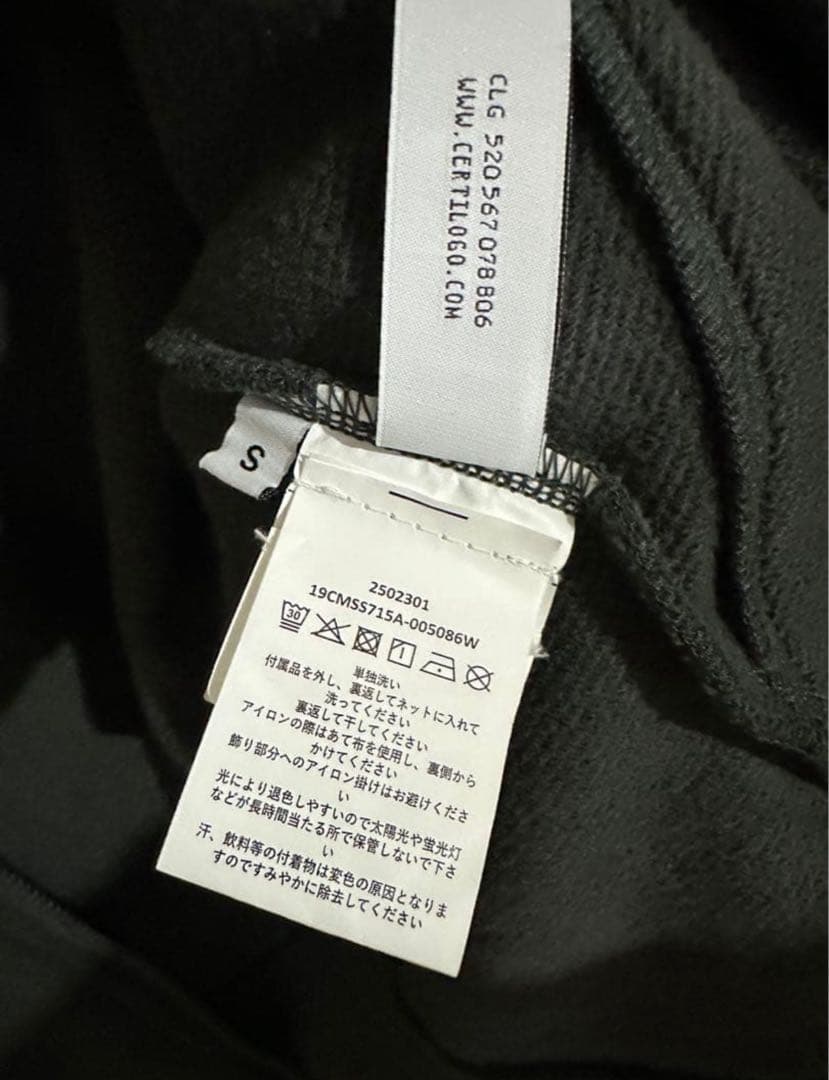 CLG 520 567 078 806
WWW.CERTILOGO.COM
S
2502301
19CMSS715A-005086W
30
単独洗い
付属品を外し、裏返してネットに入れて
洗ってください
裏返して干してください
アイロンの際はあて布を使用し、裏側から
かけてください
飾り部分へのアイロン掛けはお避けくださ
い
光により退色しやすいので太陽光や蛍光灯
などが長時間当たる所で保管しないで下さ
い
汗、飲料等の付着物は変色の原因となりま
すのですみやかに除去してください